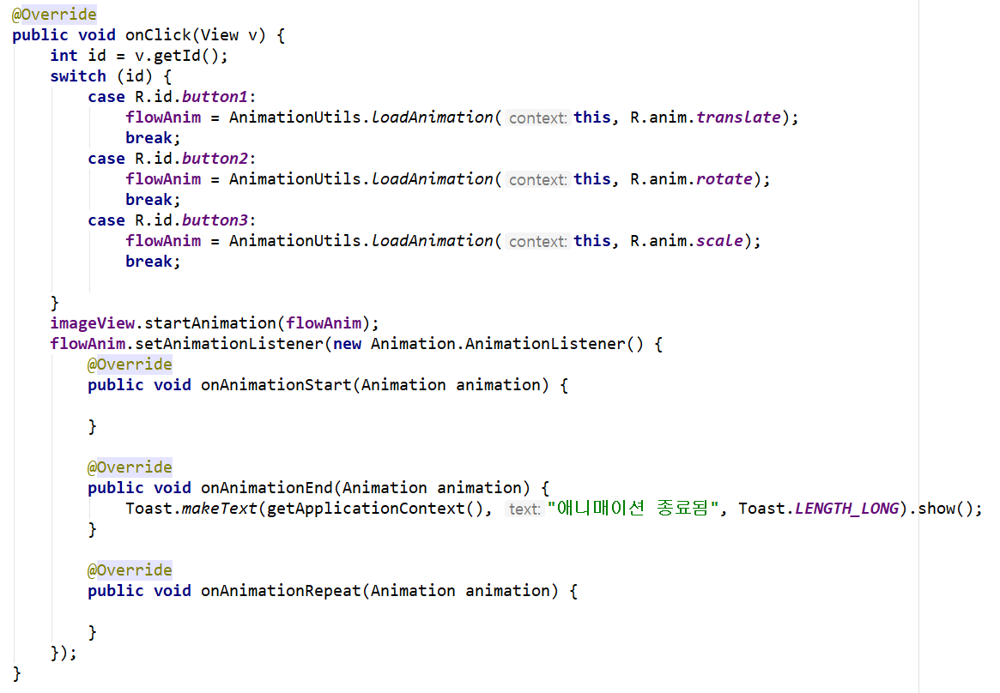 @Override
public void onClick(View v) {
    int id = v.getId();
    switch (id) {
        case R.id.button1:
            flowAnim = AnimationUtils.loadAnimation( context: this, R.anim.translate);
            break;
        case R.id.button2:
            flowAnim = AnimationUtils.loadAnimation( context: this, R.anim.rotate);
            break;
        case R.id.button3:
            flowAnim = AnimationUtils.loadAnimation( context: this, R.anim.scale);
            break;

    }
    imageView.startAnimation(flowAnim);
    flowAnim.setAnimationListener(new Animation.AnimationListener() {
        @Override
        public void onAnimationStart(Animation animation) {

        }

        @Override
        public void onAnimationEnd(Animation animation) {
            Toast.makeText(getApplicationContext(), text: "애니매이션 종료됨", Toast.LENGTH_LONG).show();
        }

        @Override
        public void onAnimationRepeat(Animation animation) {

        }
    });
}